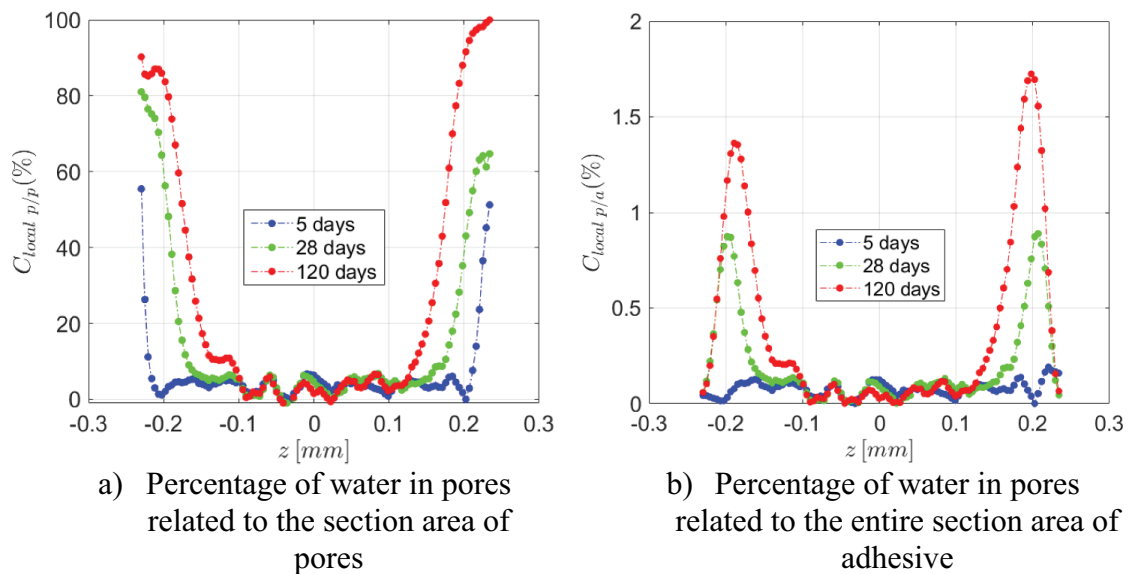 100
80
60
40
20
0
-0.3
-0.2
-0.1
0
0.1
0.2
0.3
C_local p/p(%)
z [mm]
5 days
28 days
120 days
a) Percentage of water in pores
related to the section area of
pores
2
1.5
1
0.5
0
-0.3
-0.2
-0.1
0
0.1
0.2
0.3
C_local p/a(%)
z [mm]
5 days
28 days
120 days
b) Percentage of water in pores
related to the entire section area of
adhesive